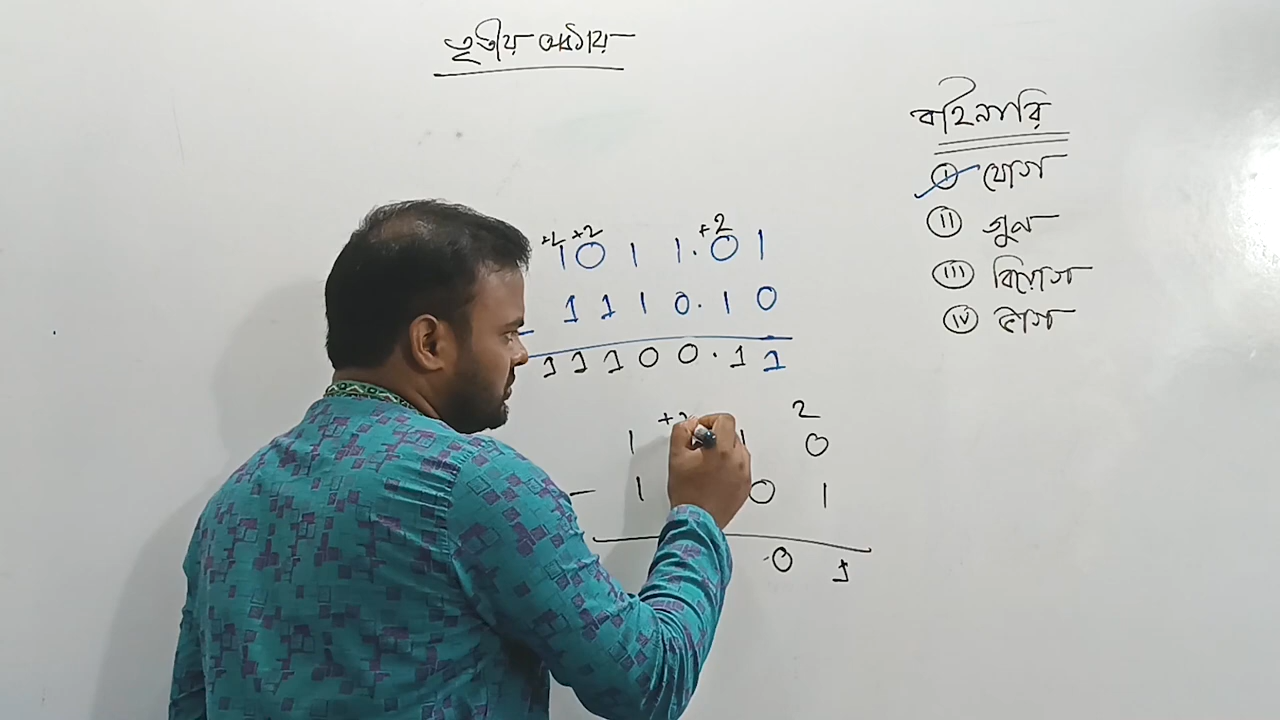 তৃতীয় অধ্যায়
বাইনারি
i যোগ
ii গুন
iii বিয়োগ
iv ভাগ
+2 +2 +2
1 0 1 1 . 0 1
1 1 1 0 . 1 0
1 1 1 0 0 . 1 1
2
1 1 0
- 1 0 1
0 1